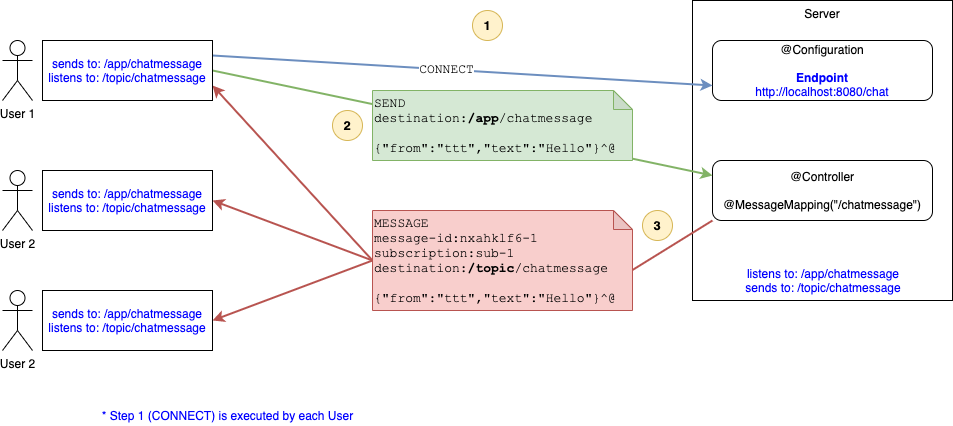 1
Server
sends to: /app/chatmessage
listens to: /topic/chatmessage
User 1
CONNECT
@Configuration
Endpoint
http://localhost:8080/chat
2
SEND
destination:/app/chatmessage
{"from":"ttt","text":"Hello"}^@
@Controller
@MessageMapping("/chatmessage")
sends to: /app/chatmessage
listens to: /topic/chatmessage
User 2
3
MESSAGE
message-id:nxahklf6-1
subscription:sub-1
destination:/topic/chatmessage
{"from":"ttt","text":"Hello"}^@
listens to: /app/chatmessage
sends to: /topic/chatmessage
sends to: /app/chatmessage
listens to: /topic/chatmessage
User 2
* Step 1 (CONNECT) is executed by each User